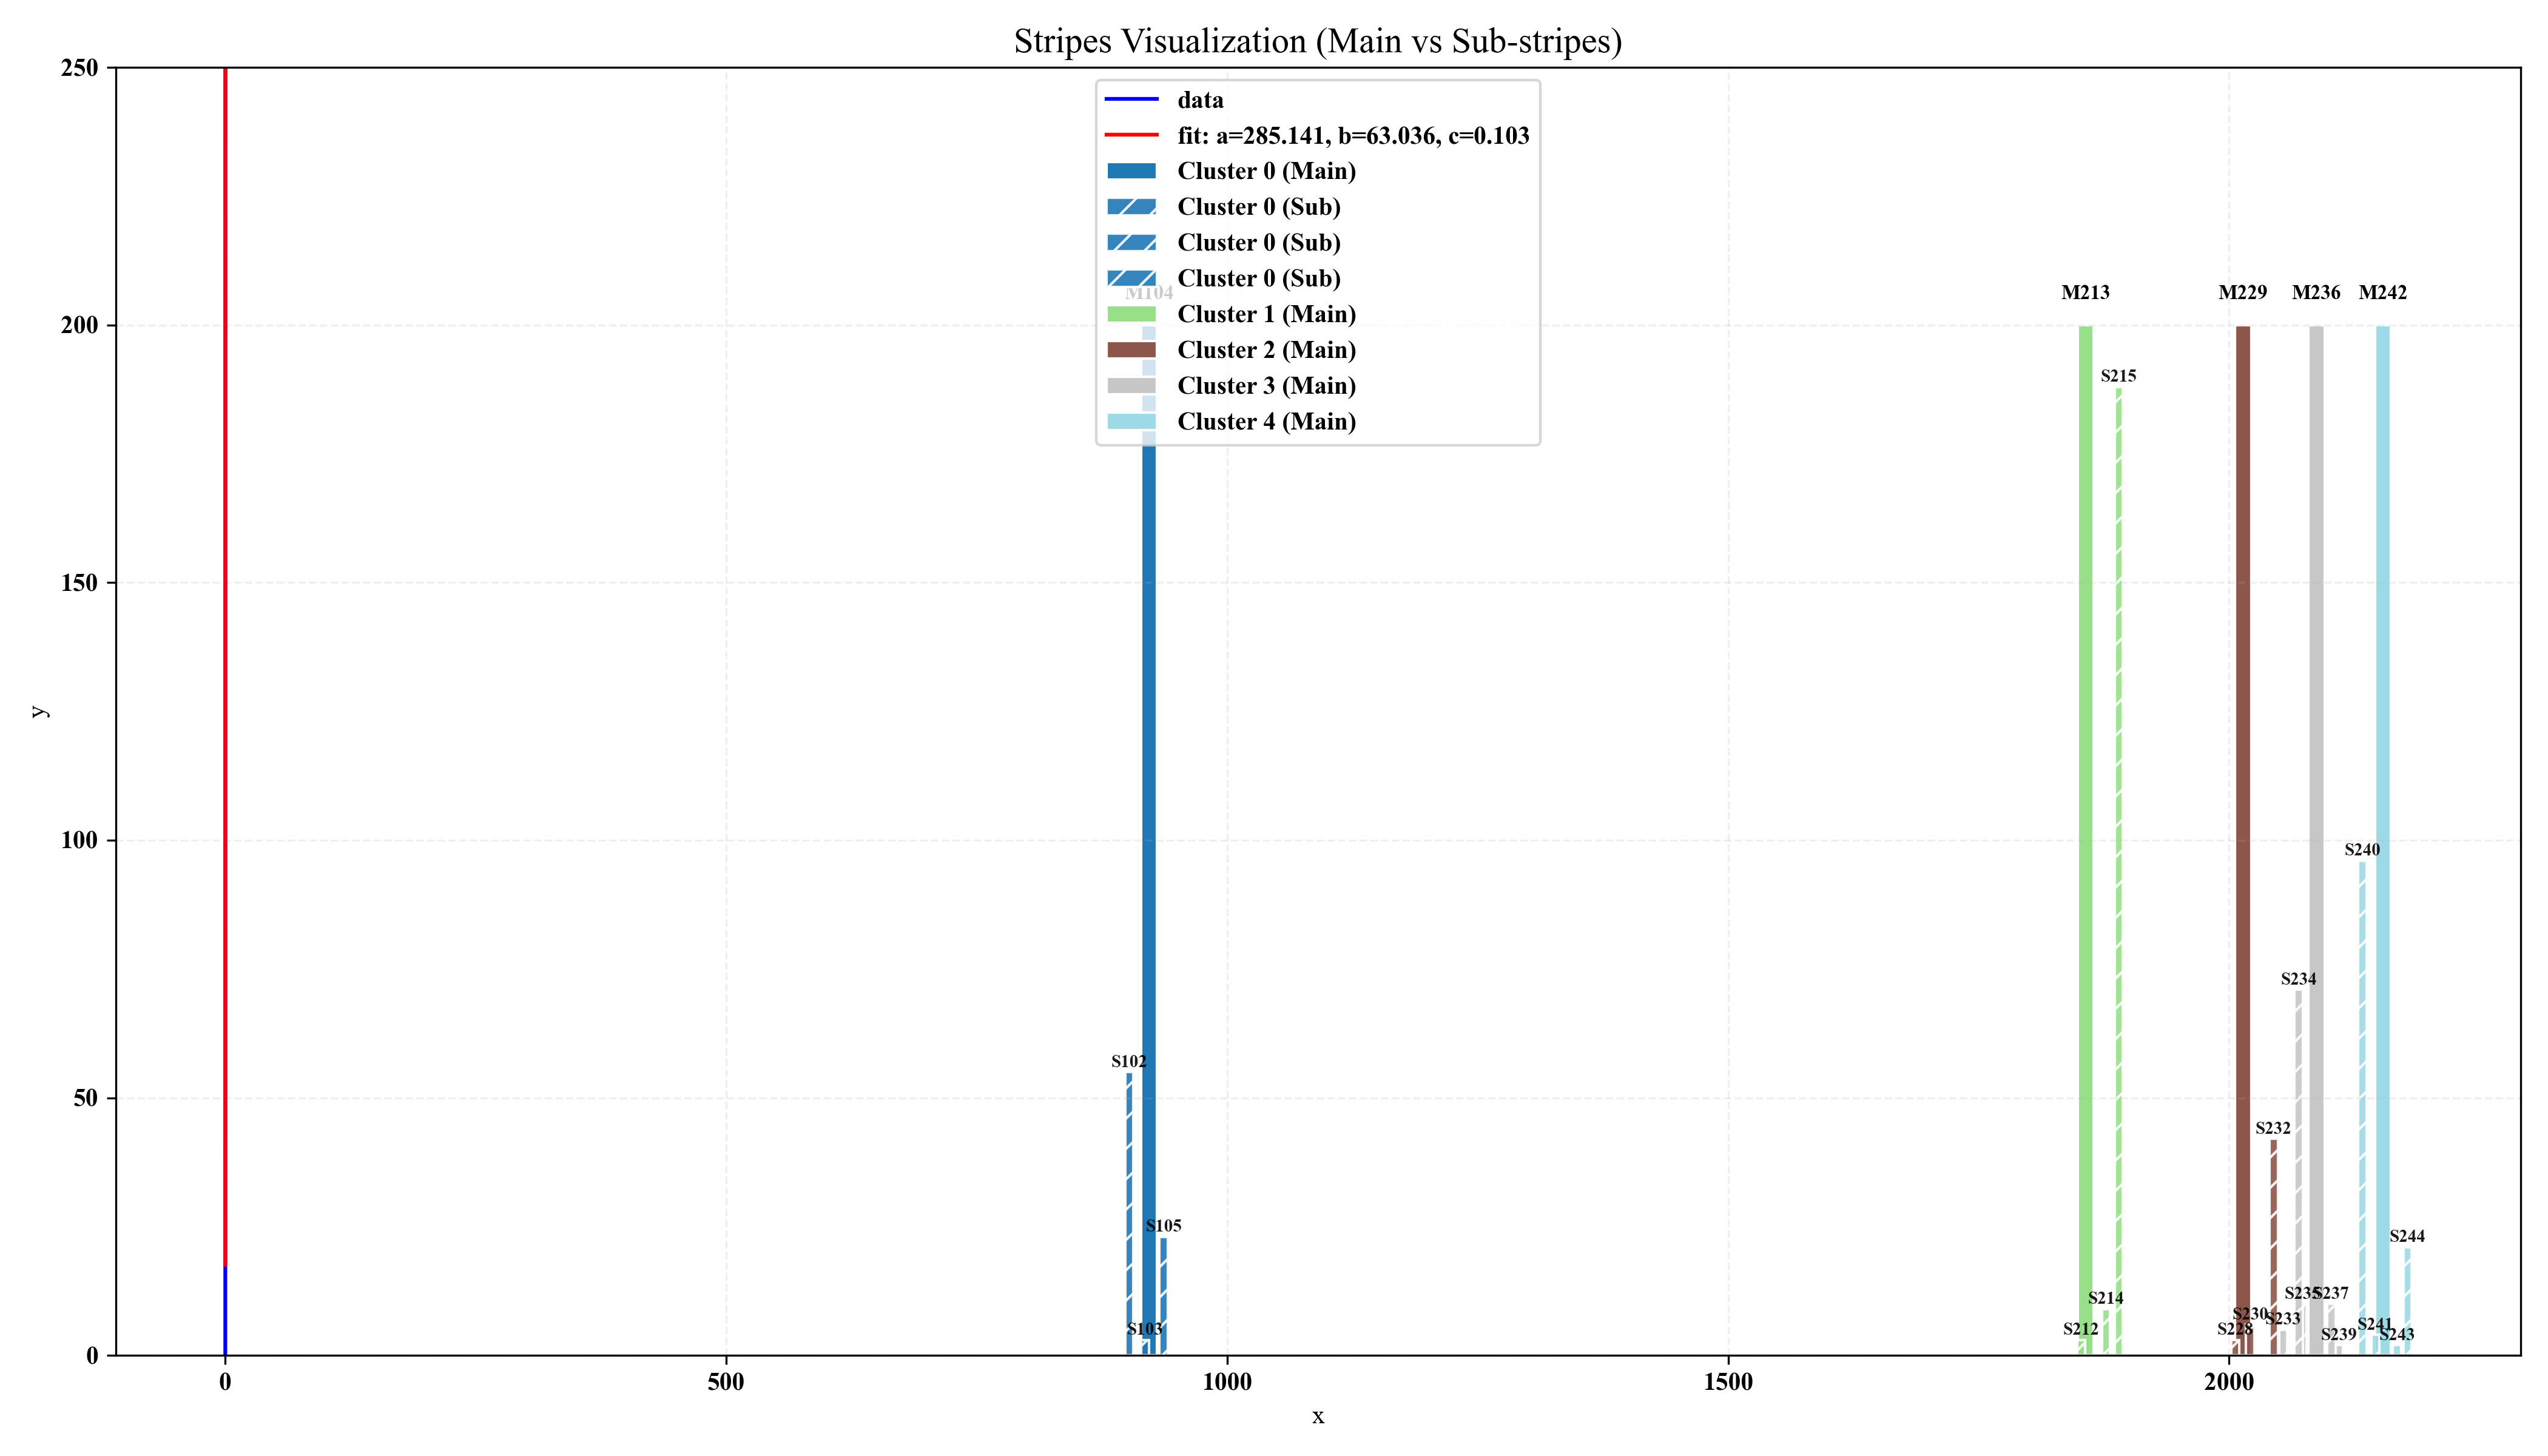 Stripes Visualization (Main vs Sub-stripes)
250
200
150
100
50
0
y
data
fit: a=285.141, b=63.036, c=0.103
Cluster 0 (Main)
Cluster 0 (Sub)
Cluster 0 (Sub)
Cluster 0 (Sub)
Cluster 1 (Main)
Cluster 2 (Main)
Cluster 3 (Main)
Cluster 4 (Main)
M104
M213
M229
M236
M242
S215
S240
S234
S102
S232
S105
S244
S214
S235
S237
S230
S233
S241
S103
S212
S228
S239
S243
0
500
1000
1500
2000
x